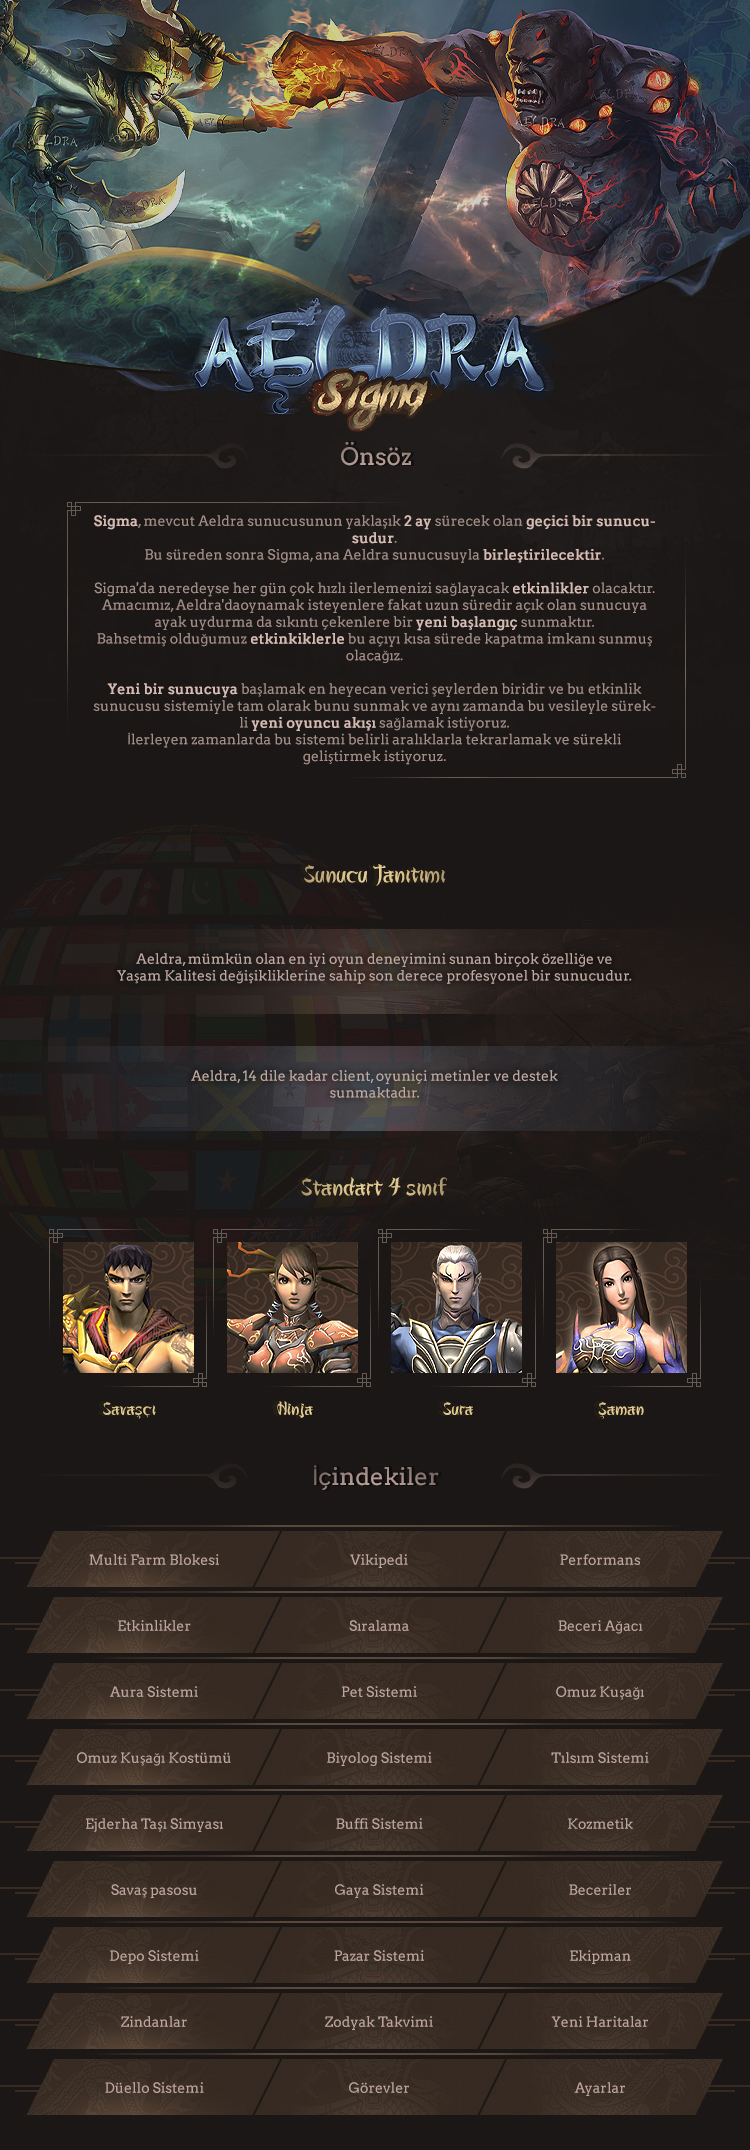 AELDRA
Sigma
Önsöz
Sigma, mevcut Aeldra sunucusunun yaklaşık 2 ay sürecek olan geçici bir sunucu-
sudur.
Bu süreden sonra Sigma, ana Aeldra sunucusuyla birleştirilecektir.
Sigma'da neredeyse her gün çok hızlı ilerlemenizi sağlayacak etkinlikler olacaktır.
Amacımız, Aeldra'daoynamak isteyenlere fakat uzun süredir açık olan sunucuya
ayak uydurma da sıkıntı çekenlere bir yeni başlangıç sunmaktır.
Bahsetmiş olduğumuz etkinkiklerle bu açıyı kısa sürede kapatma imkanı sunmuş
olacağız.
Yeni bir sunucuya başlamak en heyecan verici şeylerden biridir ve bu etkinlik
sunucusu sistemiyle tam olarak bunu sunmak ve aynı zamanda bu vesileyle sürek-
li yeni oyuncu akışı sağlamak istiyoruz.
İlerleyen zamanlarda bu sistemi belirli aralıklarla tekrarlamak ve sürekli
geliştirmek istiyoruz.
Sunucu Tanıtımı
Aeldra, mümkün olan en iyi oyun deneyimini sunan birçok özelliğe ve
Yaşam Kalitesi değişikliklerine sahip son derece profesyonel bir sunucudur.
Aeldra, 14 dile kadar client, oyuniçi metinler ve destek
sunmaktadır.
Standart 4 sınıf
Savaşçı Ninja Sura Şaman
İçindekiler
Multi Farm Blokesi Vikipedi Performans
Etkinlikler Sıralama Beceri Ağacı
Aura Sistemi Pet Sistemi Omuz Kuşağı
Omuz Kuşağı Kostümü Biyolog Sistemi Tılsım Sistemi
Ejderha Taşı Simyası Buffi Sistemi Kozmetik
Savaş pasosu Gaya Sistemi Beceriler
Depo Sistemi Pazar Sistemi Ekipman
Zindanlar Zodyak Takvimi Yeni Haritalar
Düello Sistemi Görevler Ayarlar